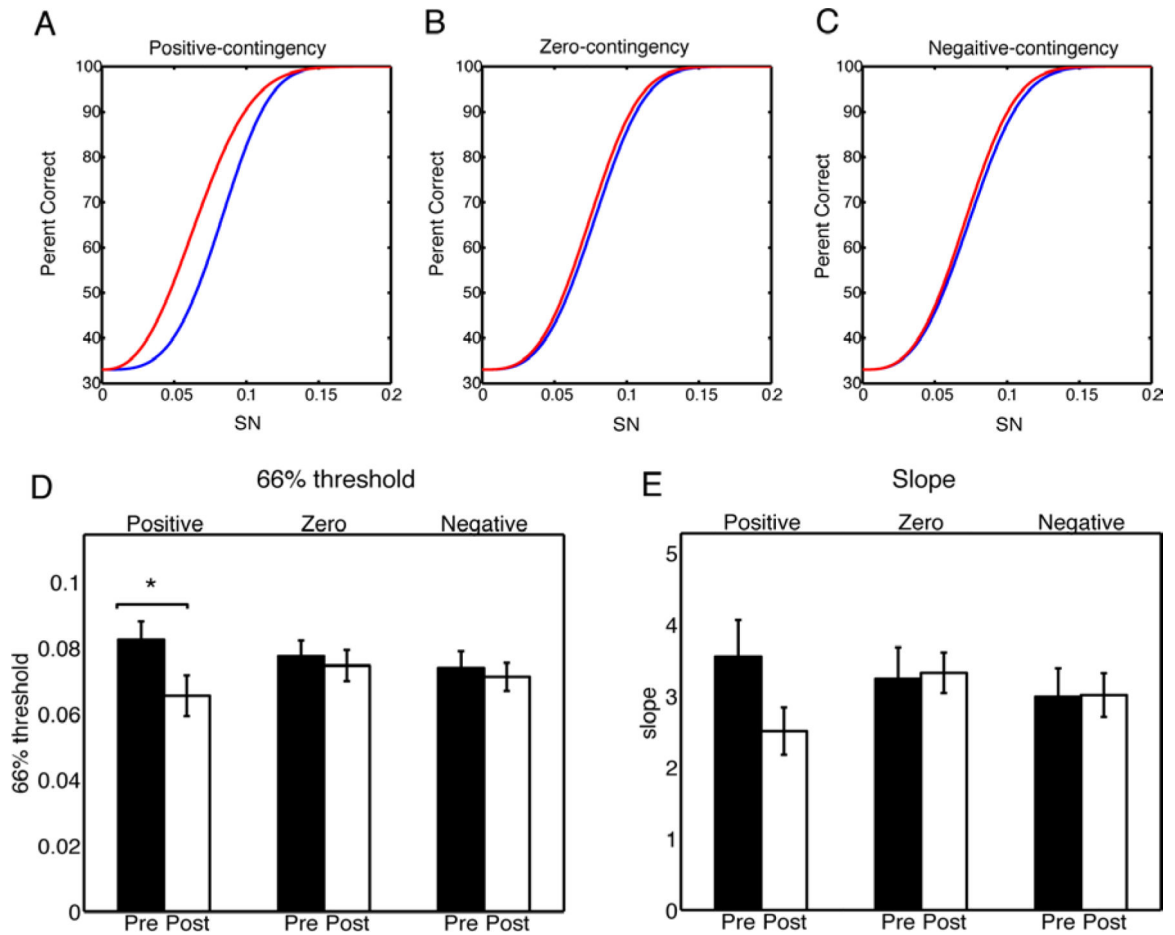 A
Positive-contingency
100
90
80
70
60
50
40
30
Perent Correct
0 0.05 0.1 0.15 0.2
SN
B
Zero-contingency
100
90
80
70
60
50
40
30
Perent Correct
0 0.05 0.1 0.15 0.2
SN
C
Negaitive-contingency
100
90
80
70
60
50
40
30
Perent Correct
0 0.05 0.1 0.15 0.2
SN
D
66% threshold
Positive Zero Negative
*
0.1
0.08
0.06
0.04
0.02
0
66% threshold
Pre Post Pre Post Pre Post
E
Slope
Positive Zero Negative
5
4
3
2
1
0
slope
Pre Post Pre Post Pre Post